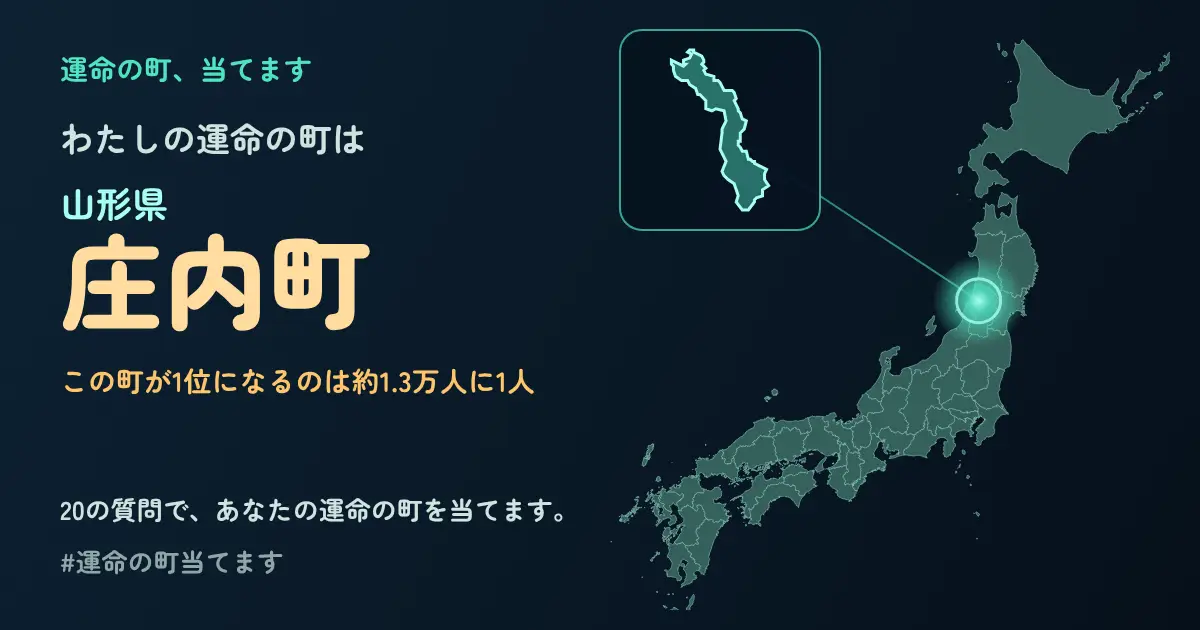 運命の町、当てます
わたしの運命の町は
山形県
庄内町
この町が1位になるのは約1.3万人に1人
20の質問で、あなたの運命の町を当てます。
#運命の町当てます